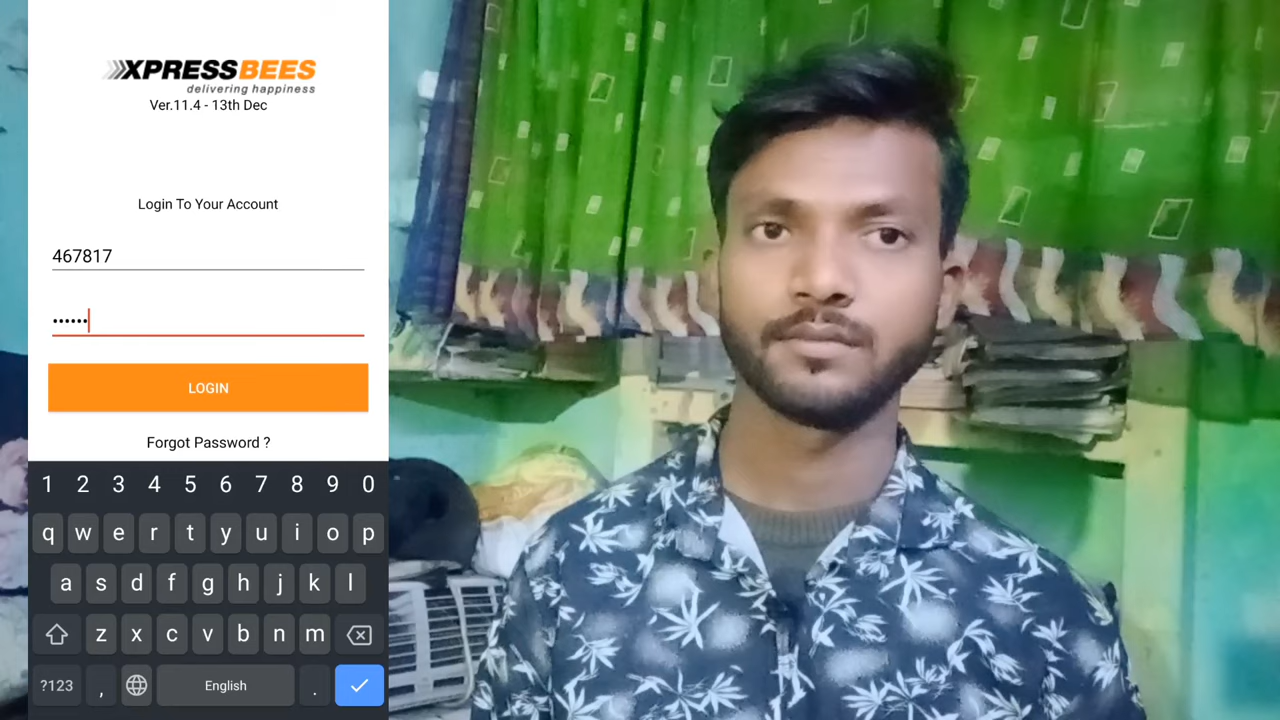 XPRESSBEES
delivering happiness
Ver.11.4 - 13th Dec
Login To Your Account
467817
••••••
LOGIN
Forgot Password ?
1 2 3 4 5 6 7 8 9 0
q w e r t y u i o p
a s d f g h j k l
z x c v b n m
?123 , English .